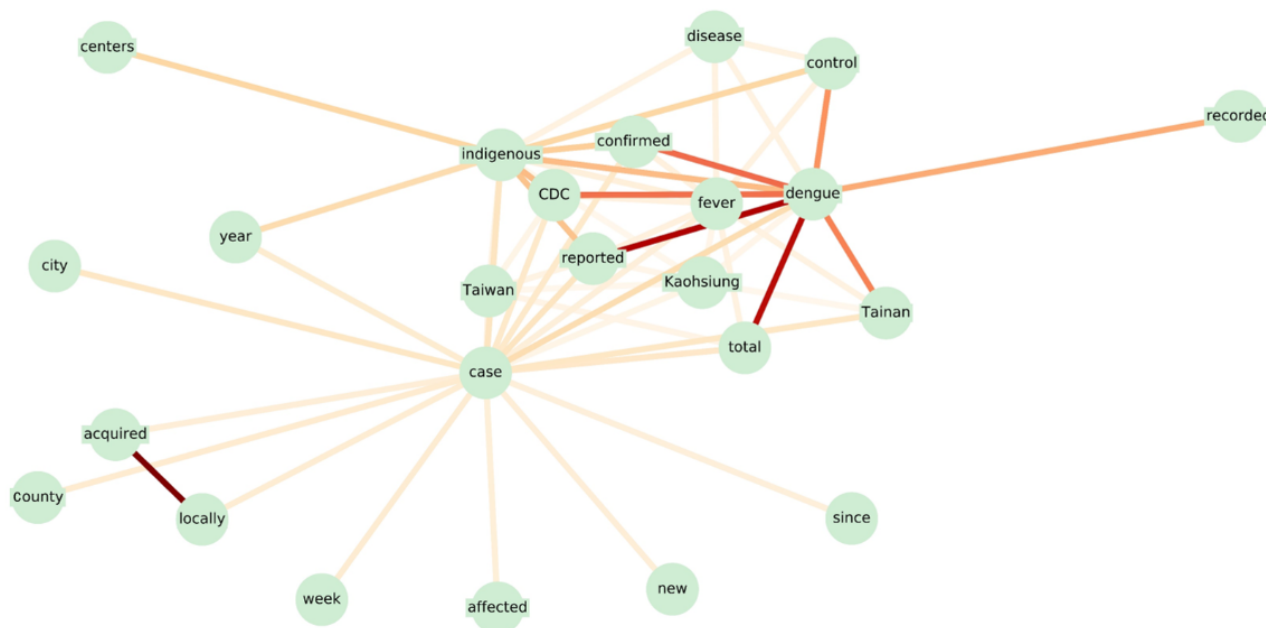 disease
centers
control
recorded
confirmed
indigenous
CDC
dengue
fever
year
reported
city
Kaohsiung
Taiwan
Tainan
total
case
acquired
county
locally
since
new
week
affected